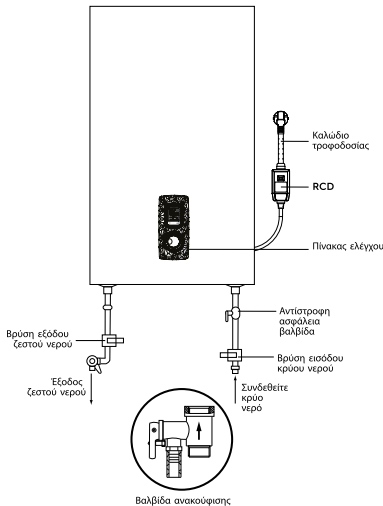 Καλώδιο
τροφοδοσίας
RCD
Πίνακας ελέγχου
Αντίστροφη
ασφάλεια
βαλβίδα
Βρύση εξόδου
ζεστού νερού
Βρύση εισόδου
κρύου νερού
Έξοδος
ζεστού νερού
Συνδεθείτε
κρύο
νερό
Βαλβίδα ανακούφισης